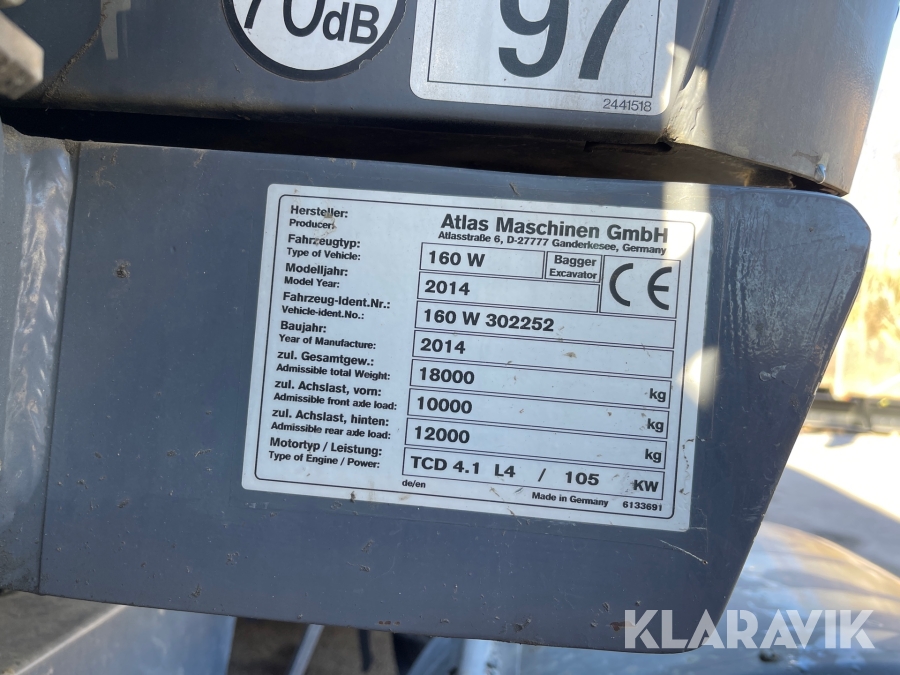 70dB
97
2441518
Hersteller:
Producer:
Atlas Maschinen GmbH
Atlasstraße 6, D-27777 Ganderkesee, Germany
Fahrzeugtyp:
Type of Vehicle:
160 W
Bagger
Excavator
CE
Modelljahr:
Model Year:
2014
Fahrzeug-Ident.Nr.:
Vehicle-ident.No.:
160 W 302252
Baujahr:
Year of Manufacture:
2014
zul. Gesamtgew.:
Admissible total Weight:
18000 kg
zul. Achslast, vorn:
Admissible front axle load:
10000 kg
zul. Achslast, hinten:
Admissible rear axle load:
12000 kg
Motortyp / Leistung:
Type of Engine / Power:
TCD 4.1 L4 / 105 KW
de/en
Made in Germany 6133691
KLARAVIK